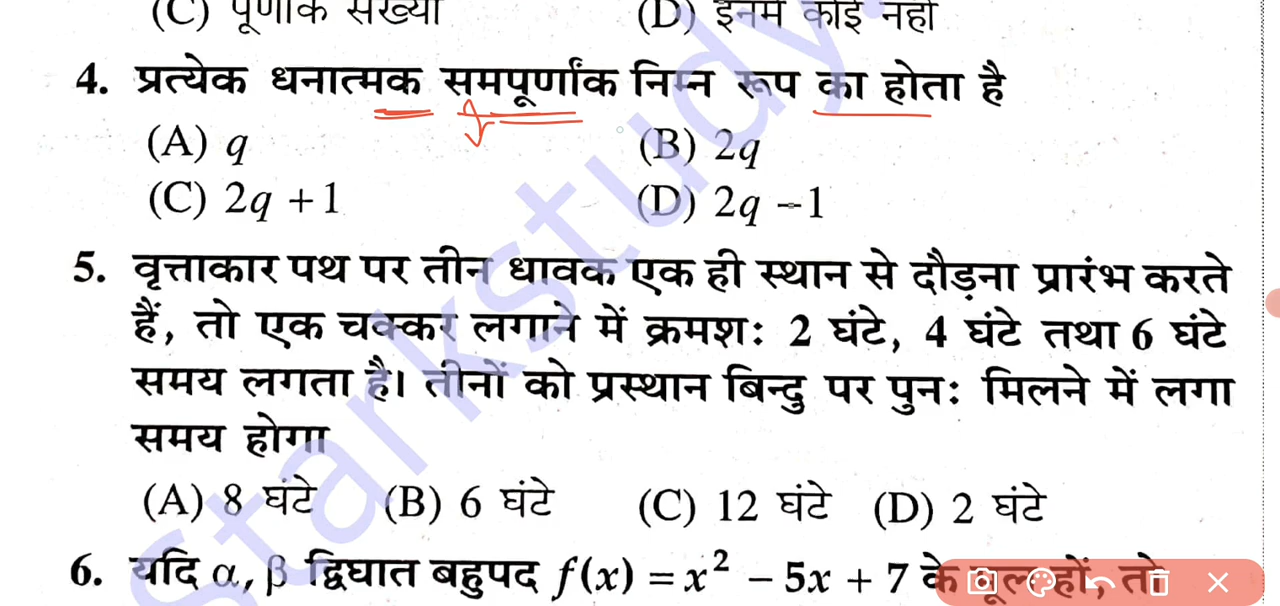 (C) पूर्णांक संख्या (D) इनमें कोई नहीं
4. प्रत्येक धनात्मक समपूर्णांक निम्न रूप का होता है
(A) q (B) 2q
(C) 2q + 1 (D) 2q - 1
5. वृत्ताकार पथ पर तीन धावक एक ही स्थान से दौड़ना प्रारंभ करते
हैं, तो एक चक्कर लगाने में क्रमशः 2 घंटे, 4 घंटे तथा 6 घंटे
समय लगता है। तीनों को प्रस्थान बिन्दु पर पुनः मिलने में लगा
समय होगा
(A) 8 घंटे (B) 6 घंटे (C) 12 घंटे (D) 2 घंटे
6. यदि α, β द्विघात बहुपद f(x) = x² - 5x + 7 के मूल हों, तो
starkstudy.